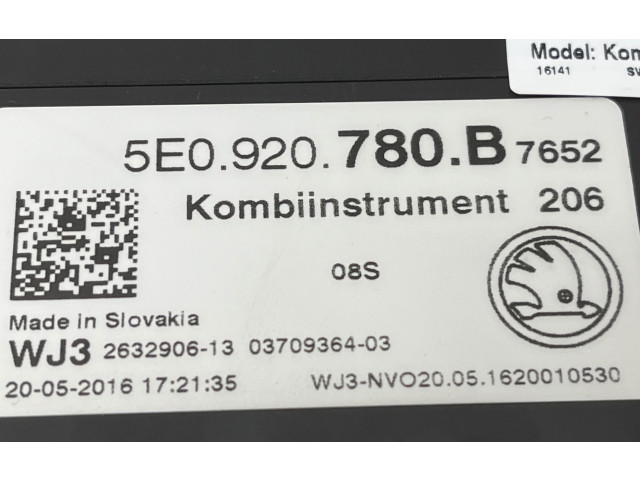 Model: Kom
16141 SW
5E0.920.780.B 7652
Kombiinstrument 206
08S
Made in Slovakia
WJ3 2632906-13 03709364-03
20-05-2016 17:21:35 WJ3-NVO20.05.1620010530